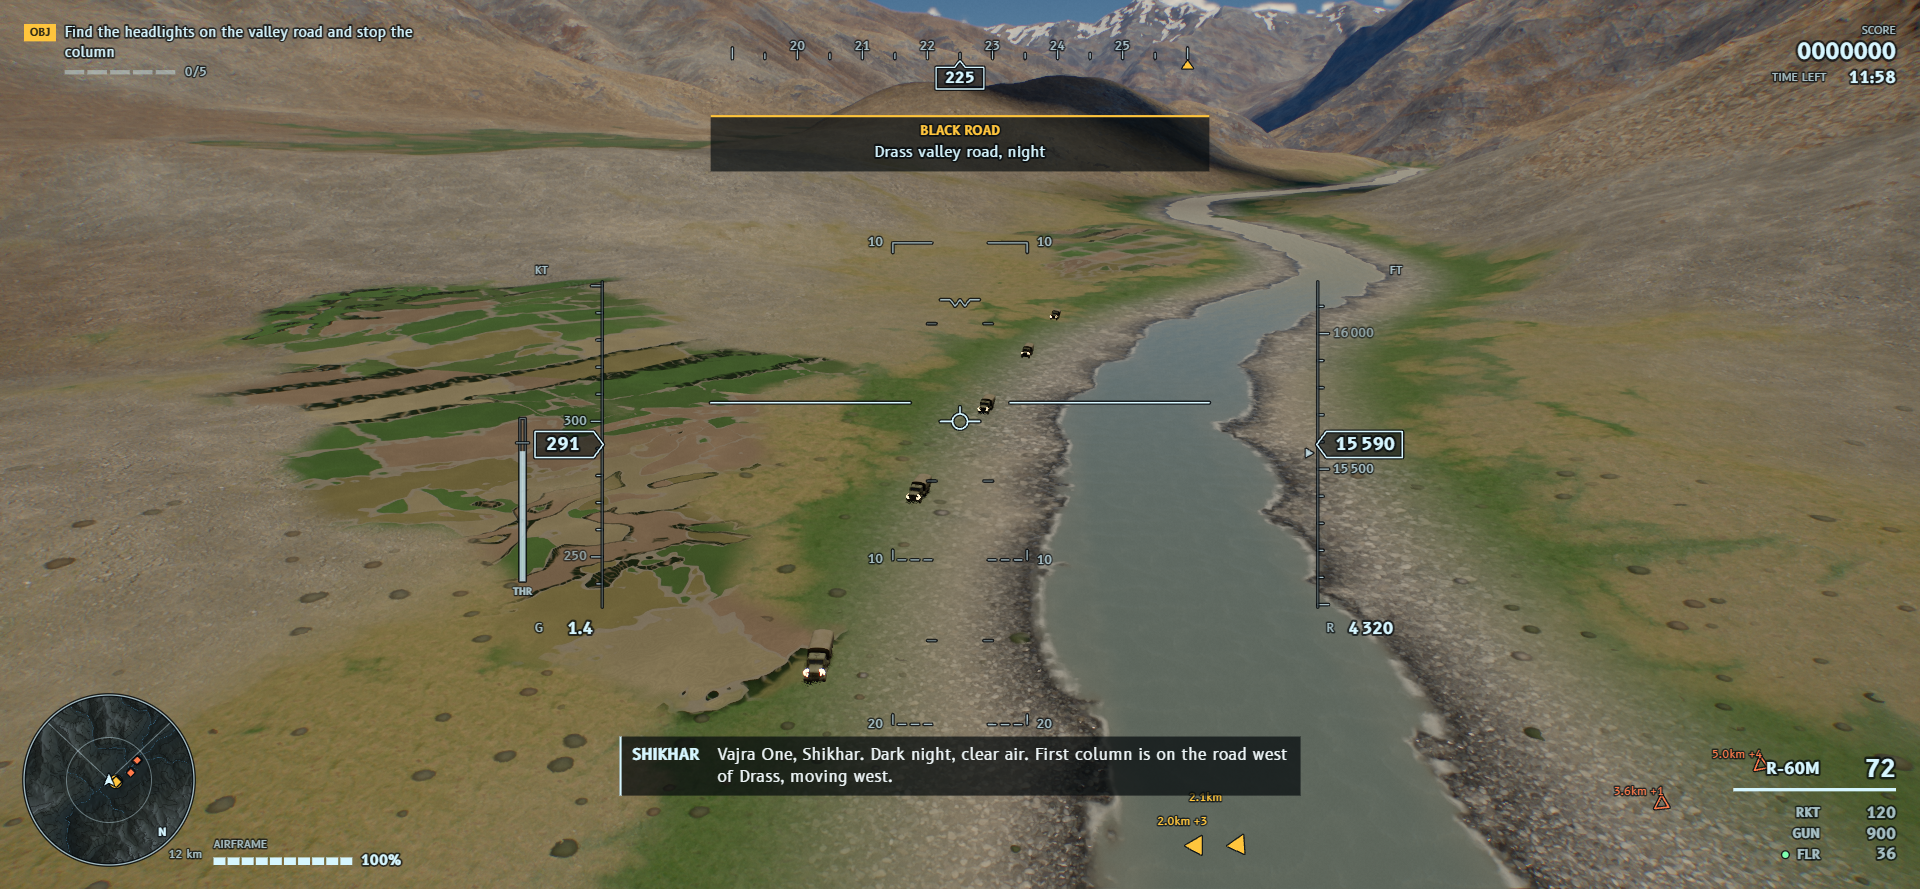 OBJ Find the headlights on the valley road and stop the
column
0/5
20 21 22 23 24 25
225
SCORE
0000000
TIME LEFT 11:58
BLACK ROAD
Drass valley road, night
10 10
KT
FT
16 000
300
291
15 590
15 500
250
10 10
THR
G 1.4
R 4 320
20 20
SHIKHAR Vajra One, Shikhar. Dark night, clear air. First column is on the road west
of Drass, moving west.
2.1km
2.0km +3
5.0km +4
3.6km +1
R-60M 72
RKT 120
GUN 900
FLR 36
N
12 km
AIRFRAME
100%